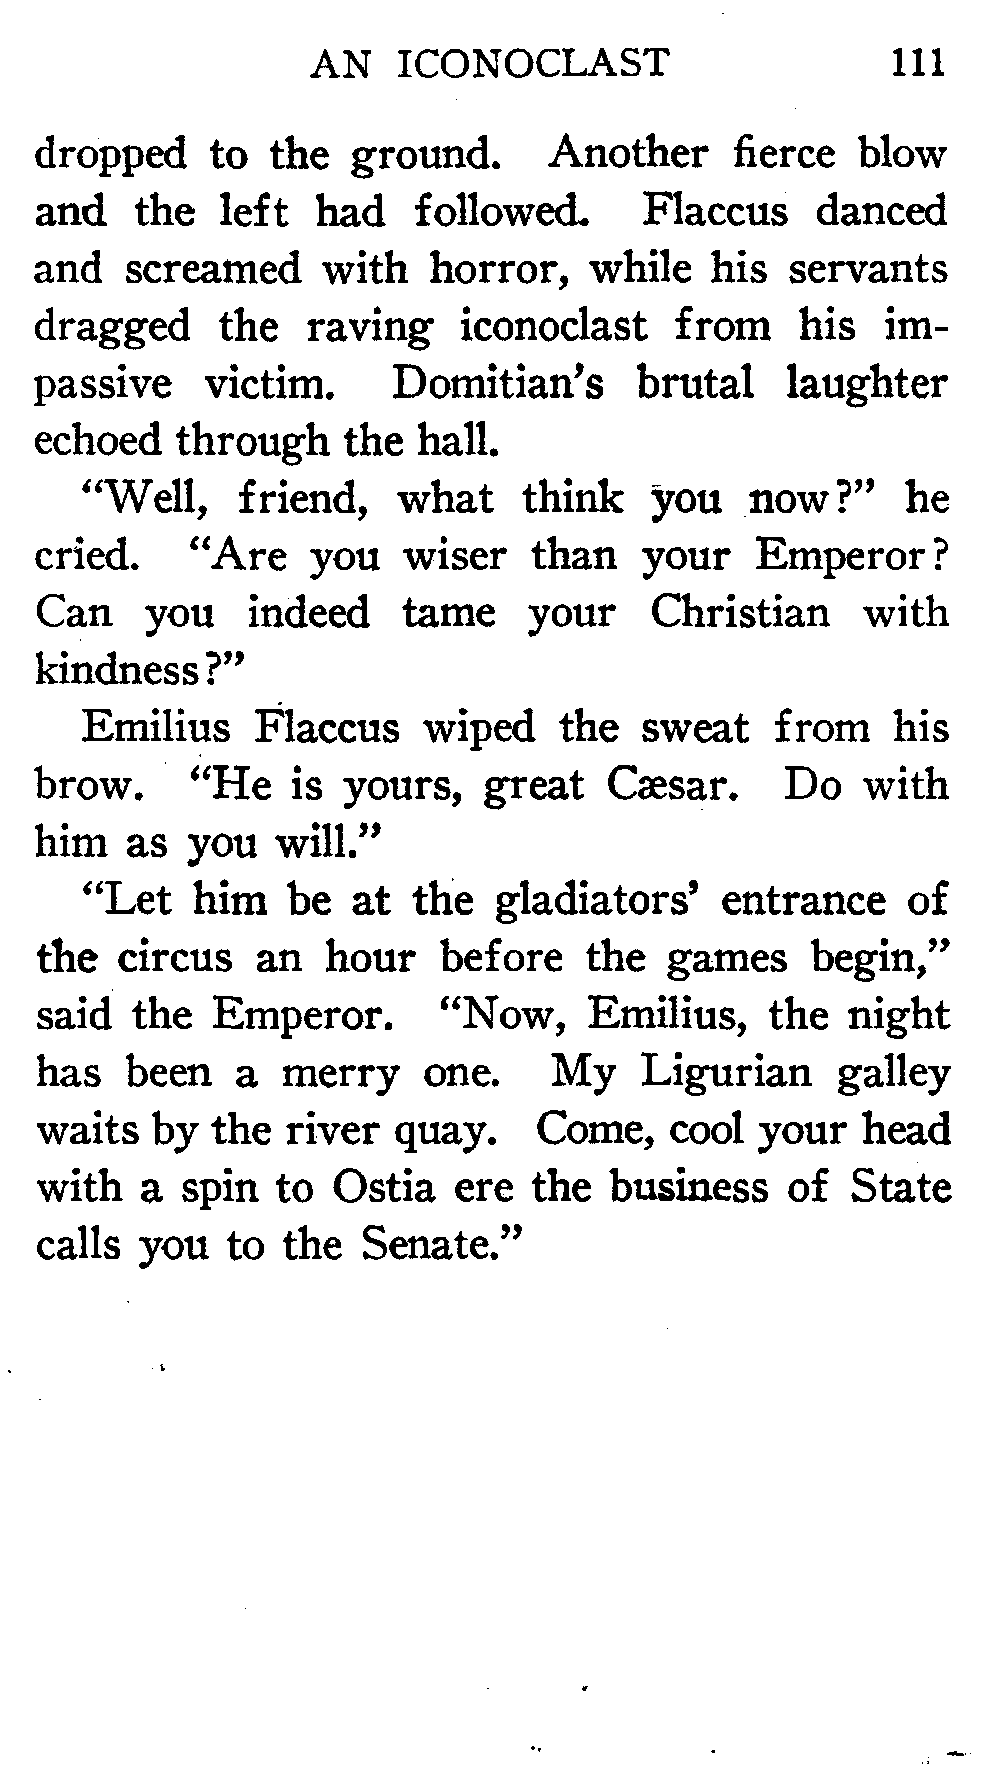 AN ICONOCLAST 111
dropped to the ground. Another fierce blow
and the left had followed. Flaccus danced
and screamed with horror, while his servants
dragged the raving iconoclast from his im-
passive victim. Domitian's brutal laughter
echoed through the hall.
"Well, friend, what think you now?" he
cried. "Are you wiser than your Emperor?
Can you indeed tame your Christian with
kindness?"
Emilius Flaccus wiped the sweat from his
brow. "He is yours, great Cæsar. Do with
him as you will."
"Let him be at the gladiators' entrance of
the circus an hour before the games begin,"
said the Emperor. "Now, Emilius, the night
has been a merry one. My Ligurian galley
waits by the river quay. Come, cool your head
with a spin to Ostia ere the business of State
calls you to the Senate."